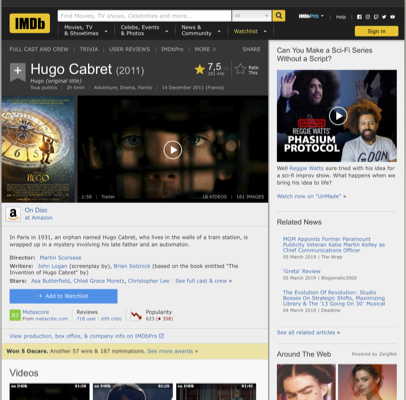 IMDb
Find Movies, TV shows, Celebrities and more...
All
Movies, TV & Showtimes
Celebs, Events & Photos
News & Community
Watchlist
IMDbPro
Help
Sign in
FULL CAST AND CREW | TRIVIA | USER REVIEWS | IMDbPro | MORE
SHARE
Hugo Cabret (2011)
Hugo (original title)
Tous publics | 2h 6min | Adventure, Drama, Family | 14 December 2011 (France)
7,5
Rate This
HUGO
1:58 | Trailer
18 VIDEOS | 161 IMAGES
On Disc
at Amazon
In Paris in 1931, an orphan named Hugo Cabret, who lives in the walls of a train station, is
wrapped up in a mystery involving his late father and an automaton.
Director: Martin Scorsese
Writers: John Logan (screenplay by), Brian Selznick (based on the book entitled "The
Invention of Hugo Cabret" by)
Stars: Asa Butterfield, Chloë Grace Moretz, Christopher Lee | See full cast & crew »
+ Add to Watchlist
83
Metascore
From metacritic.com
Reviews
718 user | 695 critic
Popularity
623
View production, box office, & company info on IMDbPro
Won 5 Oscars. Another 57 wins & 187 nominations. See more awards »
Videos
Can You Make a Sci-Fi Series
Without a Script?
REGGIE WATTS'
PHASIUM
PROTOCOL
Well Reggie Watts sure tried with his idea for
a sci-fi improv show. What happens when we
bring his idea to life?
Watch now on "UnMade" »
Related News
MGM Appoints Former Paramount
Publicity Veteran Katie Martin Kelley as
Chief Communications Officer
05 March 2019 | The Wrap
'Greta' Review
05 March 2019 | Blogomatic3000
The Evolution Of Revolution: Studio
Bosses On Strategic Shifts, Maximizing
Library & The '13 Going On 30' Musical
04 March 2019 | Deadline
See all related articles »
Around The Web
Powered by ZergNet